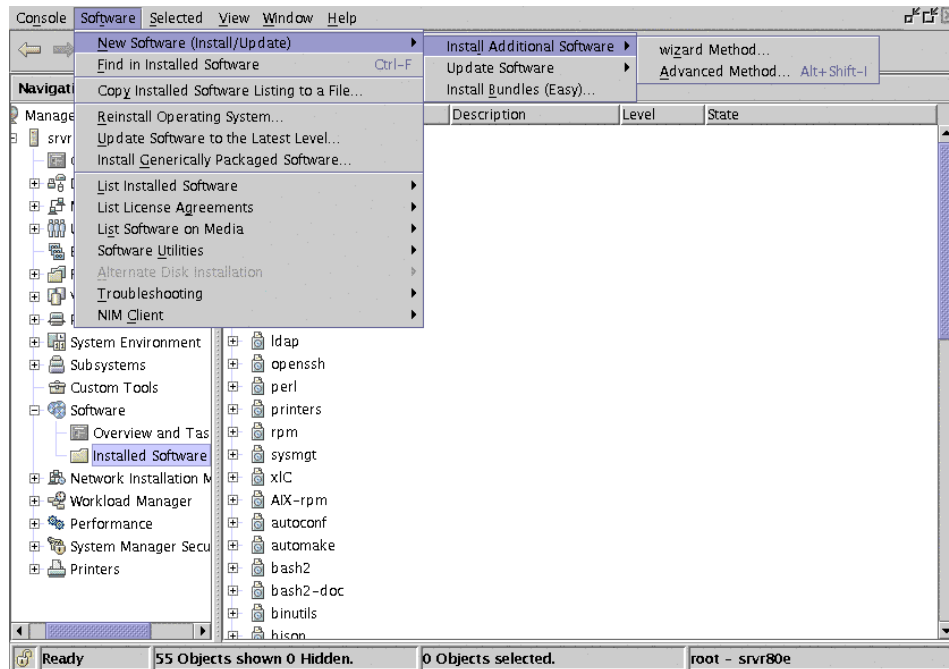 Console Software Selected View Window Help
New Software (Install/Update)
Find in Installed Software Ctrl-F
Copy Installed Software Listing to a File...
Reinstall Operating System...
Update Software to the Latest Level...
Install Generically Packaged Software...
List Installed Software
List License Agreements
List Software on Media
Software Utilities
Alternate Disk Installation
Troubleshooting
NIM Client
Install Additional Software
Update Software
Install Bundles (Easy)...
wizard Method...
Advanced Method... Alt+Shift-I
Navigati
Description Level State
Manage
srvr
System Environment
Subsystems
Custom Tools
Software
Overview and Tas
Installed Software
Network Installation M
Workload Manager
Performance
System Manager Secu
Printers
ldap
openssh
perl
printers
rpm
sysmgt
xlC
AIX-rpm
autoconf
automake
bash2
bash2-doc
binutils
bison
Ready 55 Objects shown 0 Hidden. 0 Objects selected. root - srvr80e